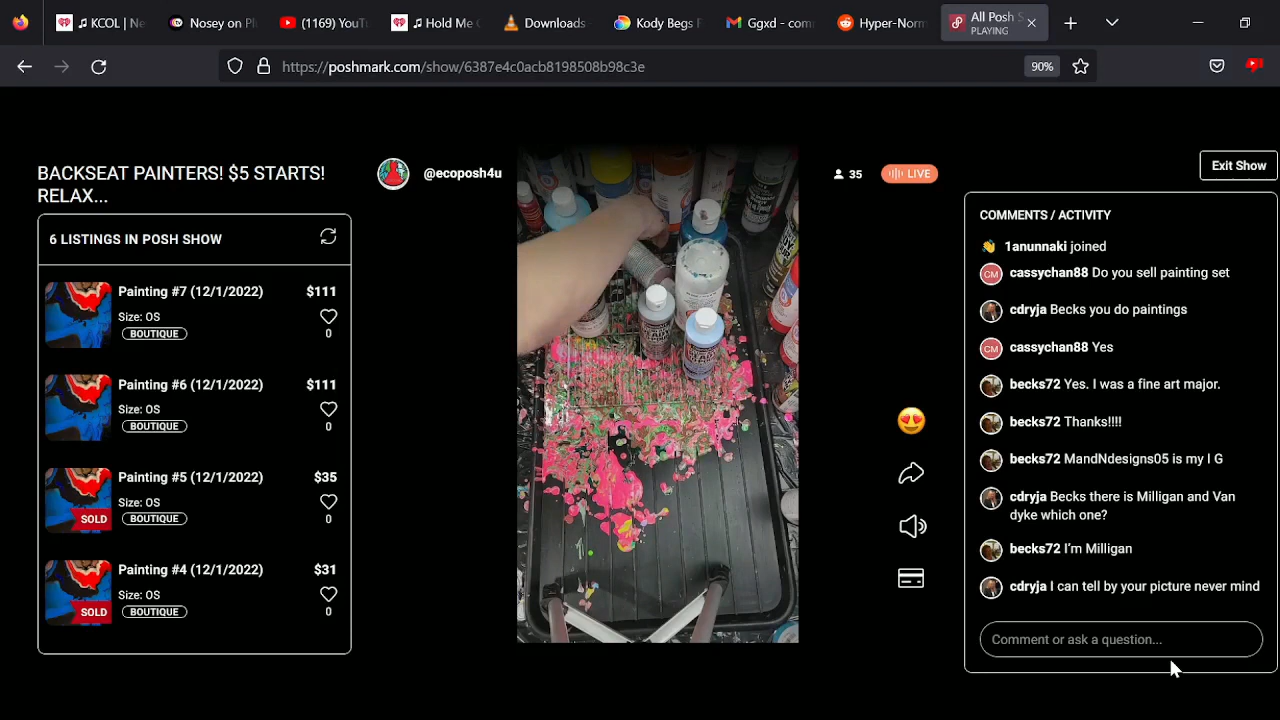 ♫ KCOL | Ne
Nosey on Pl
(1169) YouTu
♫ Hold Me C
Downloads
Kody Begs F
Ggxd - com
Hyper-Norm
All Posh S
PLAYING
https://poshmark.com/show/6387e4c0acb8198508b98c3e
90%
BACKSEAT PAINTERS! $5 STARTS!
RELAX...
@ecoposh4u
35
LIVE
Exit Show
6 LISTINGS IN POSH SHOW
Painting #7 (12/1/2022) $111
Size: OS
BOUTIQUE
0
Painting #6 (12/1/2022) $111
Size: OS
BOUTIQUE
0
Painting #5 (12/1/2022) $35
Size: OS
SOLD
BOUTIQUE
0
Painting #4 (12/1/2022) $31
Size: OS
SOLD
BOUTIQUE
0
COMMENTS / ACTIVITY
1anunnaki joined
CM cassychan88 Do you sell painting set
cdryja Becks you do paintings
CM cassychan88 Yes
becks72 Yes. I was a fine art major.
becks72 Thanks!!!!
becks72 MandNdesigns05 is my I G
cdryja Becks there is Milligan and Van
dyke which one?
becks72 I'm Milligan
cdryja I can tell by your picture never mind
Comment or ask a question...